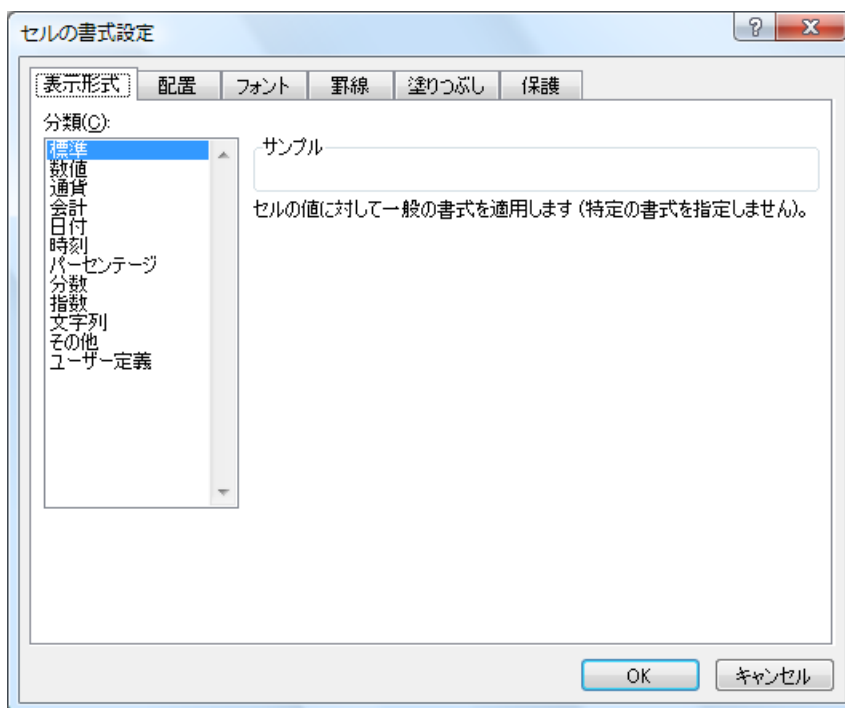 セルの書式設定
表示形式 配置 フォント 罫線 塗りつぶし 保護
分類(C):
標準
数値
通貨
会計
日付
時刻
パーセンテージ
分数
指数
文字列
その他
ユーザー定義
サンプル
セルの値に対して一般の書式を適用します (特定の書式を指定しません)。
OK キャンセル